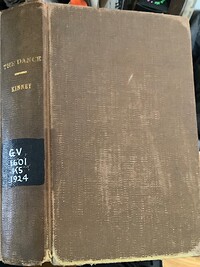 THE DANCE
KINNEY
GV
1601
K5
1924